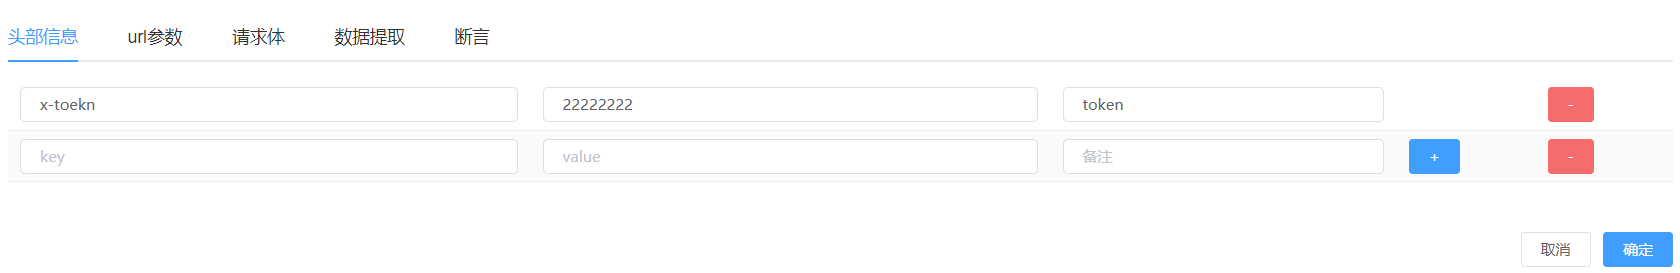 头部信息 url参数 请求体 数据提取 断言
x-toekn 22222222 token -
key value 备注 + -
取消 确定